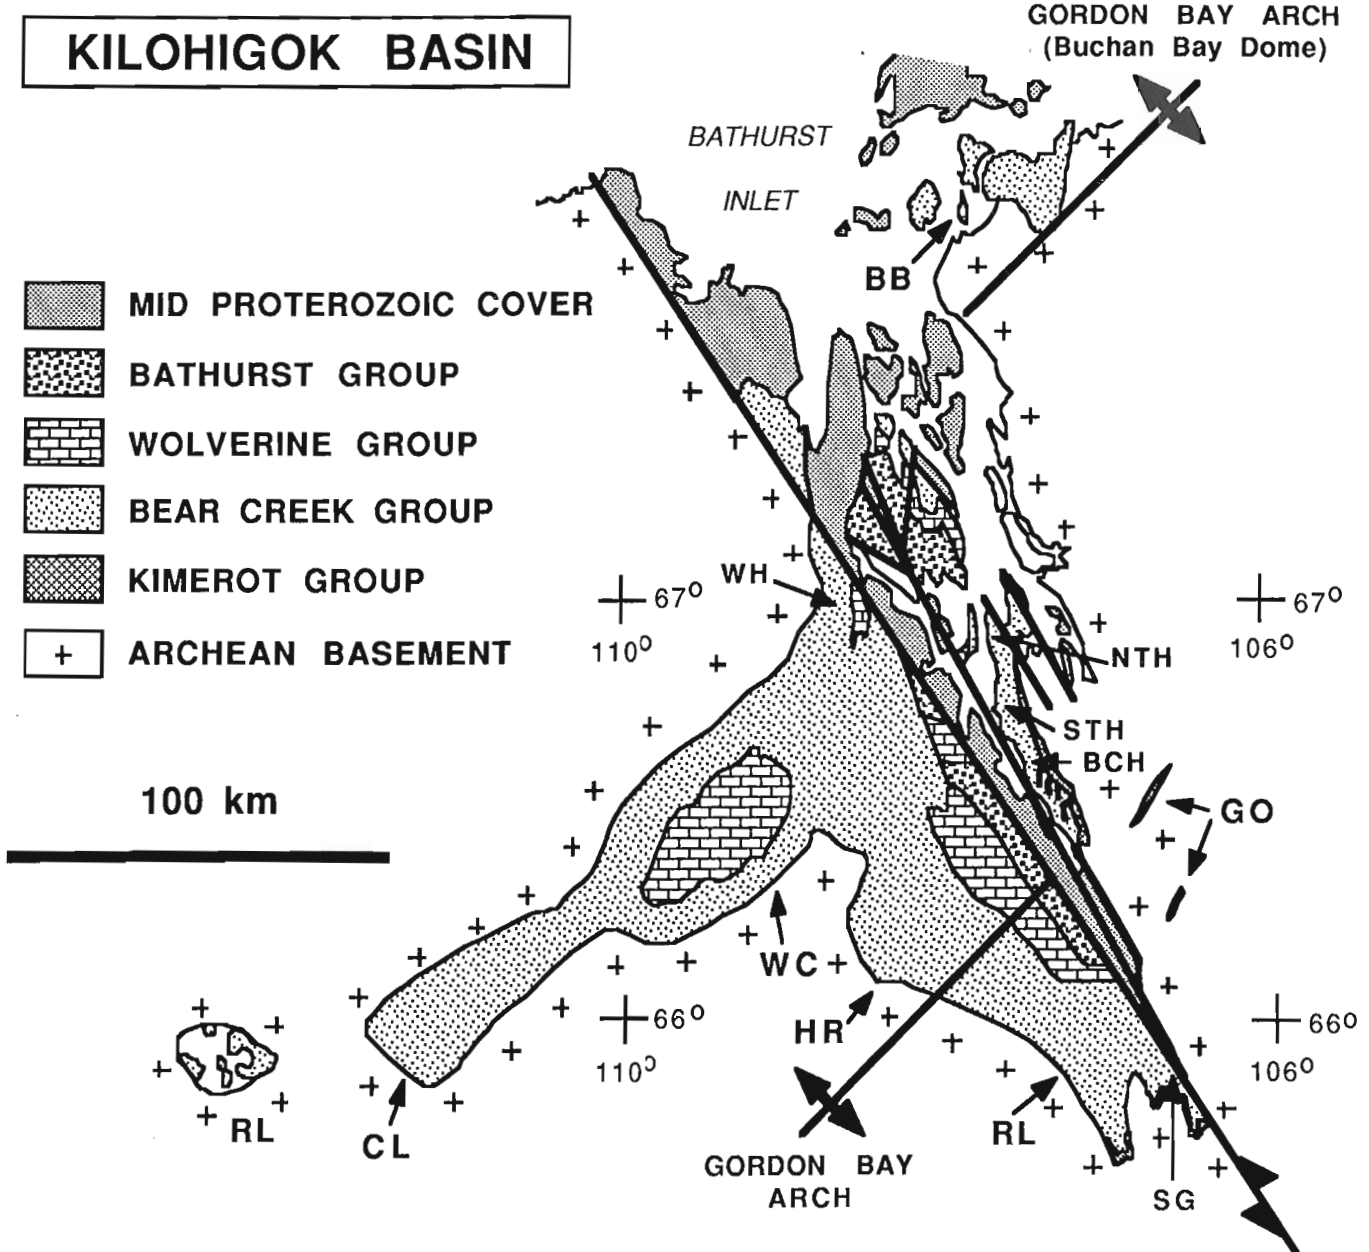 KILOHIGOK BASIN
GORDON BAY ARCH
(Buchan Bay Dome)
BATHURST
INLET
BB
MID PROTEROZOIC COVER
BATHURST GROUP
WOLVERINE GROUP
BEAR CREEK GROUP
KIMEROT GROUP
+ ARCHEAN BASEMENT
WH
67°
110°
67°
106°
NTH
STH
BCH
GO
100 km
WC
HR
66°
110°
66°
106°
RL
CL
RL
GORDON BAY
ARCH
SG